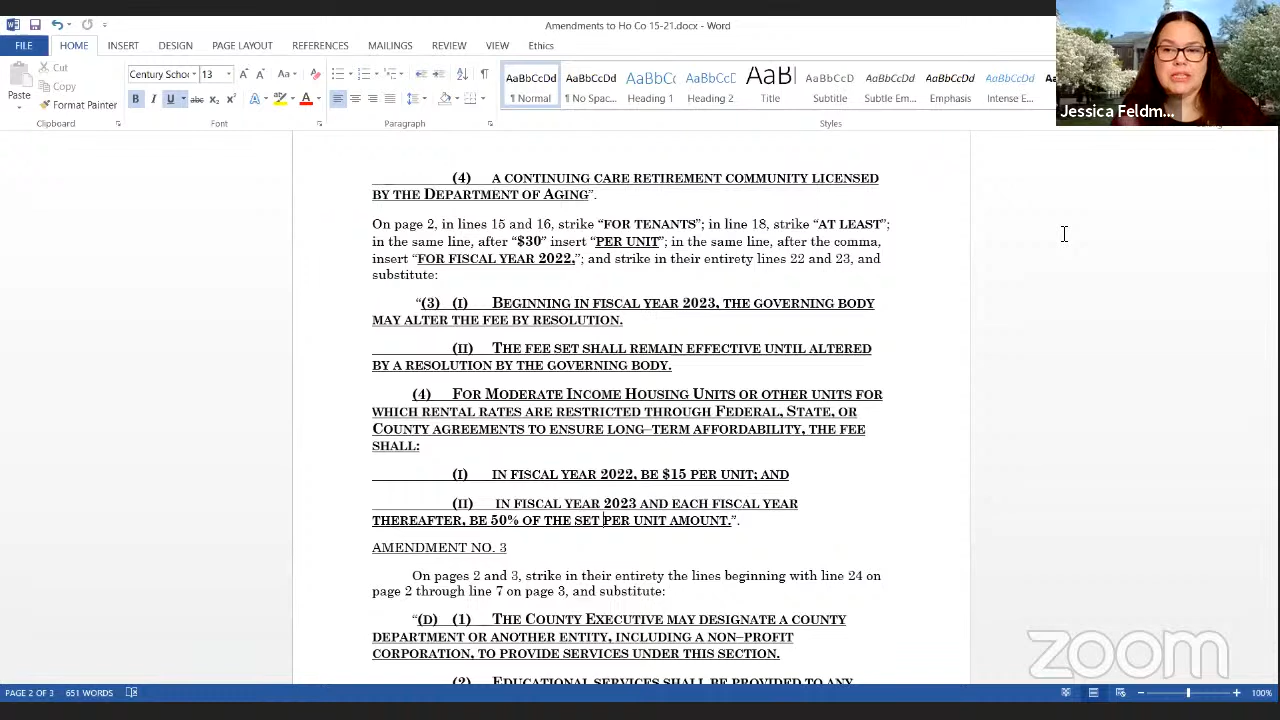 Amendments to Ho Co 15-21.docx - Word
FILE HOME INSERT DESIGN PAGE LAYOUT REFERENCES MAILINGS REVIEW VIEW Ethics
Paste
Cut
Copy
Format Painter
Clipboard
Century Schoo 13
Font
Paragraph
AaBbCcDd AaBbCcDd AaBbC AaBbCcD AaB AaBbCcD AaBbCcDd AaBbCcDd AaBbCcDd
¶ Normal ¶ No Spac... Heading 1 Heading 2 Title Subtitle Subtle Em... Emphasis Intense E...
Styles
Jessica Feldm...
(4) A CONTINUING CARE RETIREMENT COMMUNITY LICENSED
BY THE DEPARTMENT OF AGING”.
On page 2, in lines 15 and 16, strike “FOR TENANTS”; in line 18, strike “AT LEAST”;
in the same line, after “$30” insert “PER UNIT”; in the same line, after the comma,
insert “FOR FISCAL YEAR 2022,”; and strike in their entirety lines 22 and 23, and
substitute:
“(3) (I) BEGINNING IN FISCAL YEAR 2023, THE GOVERNING BODY
MAY ALTER THE FEE BY RESOLUTION.
(II) THE FEE SET SHALL REMAIN EFFECTIVE UNTIL ALTERED
BY A RESOLUTION BY THE GOVERNING BODY.
(4) FOR MODERATE INCOME HOUSING UNITS OR OTHER UNITS FOR
WHICH RENTAL RATES ARE RESTRICTED THROUGH FEDERAL, STATE, OR
COUNTY AGREEMENTS TO ENSURE LONG–TERM AFFORDABILITY, THE FEE
SHALL:
(I) IN FISCAL YEAR 2022, BE $15 PER UNIT; AND
(II) IN FISCAL YEAR 2023 AND EACH FISCAL YEAR
THEREAFTER, BE 50% OF THE SET PER UNIT AMOUNT.”.
AMENDMENT NO. 3
On pages 2 and 3, strike in their entirety the lines beginning with line 24 on
page 2 through line 7 on page 3, and substitute:
“(D) (1) THE COUNTY EXECUTIVE MAY DESIGNATE A COUNTY
DEPARTMENT OR ANOTHER ENTITY, INCLUDING A NON–PROFIT
CORPORATION, TO PROVIDE SERVICES UNDER THIS SECTION.
(2) EDUCATIONAL SERVICES SHALL BE PROVIDED TO ANY
zoom
PAGE 2 OF 3 651 WORDS 100%